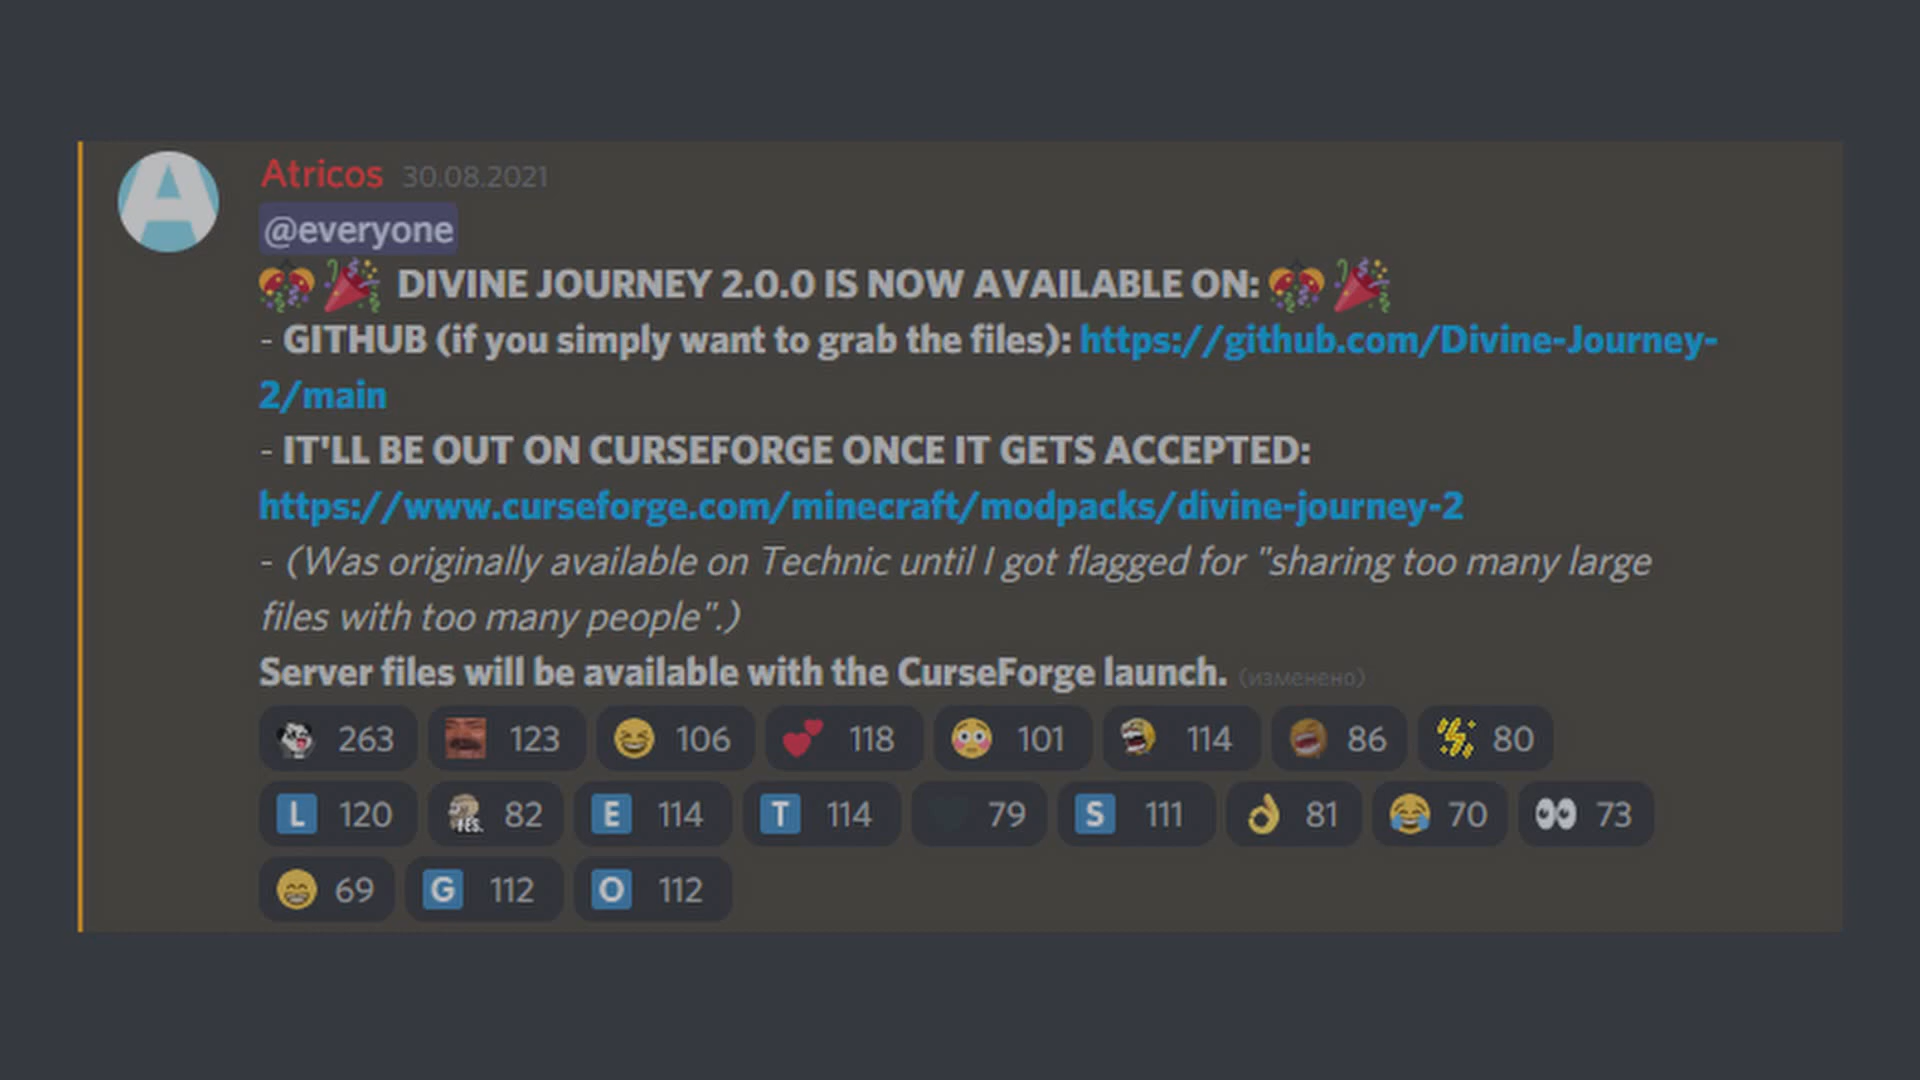 A
Atricos 30.08.2021
@everyone
DIVINE JOURNEY 2.0.0 IS NOW AVAILABLE ON:
- GITHUB (if you simply want to grab the files): https://github.com/Divine-Journey-
2/main
- IT'LL BE OUT ON CURSEFORGE ONCE IT GETS ACCEPTED:
https://www.curseforge.com/minecraft/modpacks/divine-journey-2
- (Was originally available on Technic until I got flagged for "sharing too many large
files with too many people".)
Server files will be available with the CurseForge launch. (изменено)
263 123 106 118 101 114 86 80
L 120 YES. 82 E 114 T 114 79 S 111 81 70 73
69 G 112 O 112